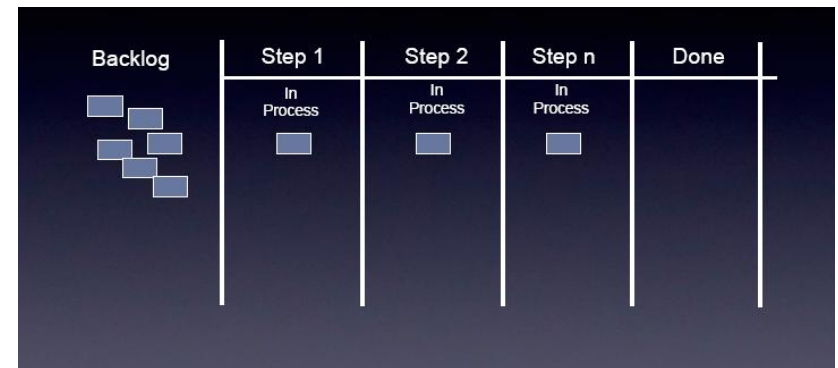 Backlog
Step 1
Step 2
Step n
Done
In
Process
In
Process
In
Process